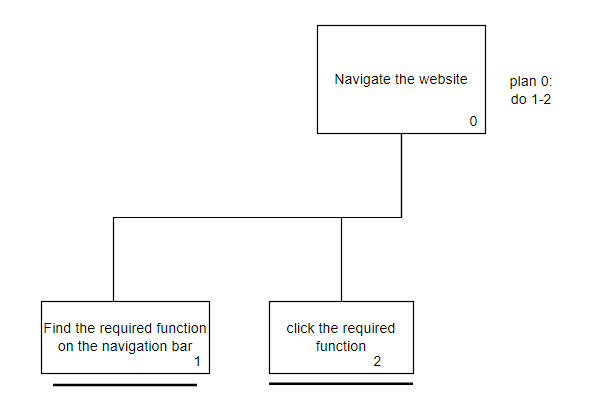 Navigate the website
0
plan 0:
do 1-2
Find the required function
on the navigation bar
1
click the required
function
2